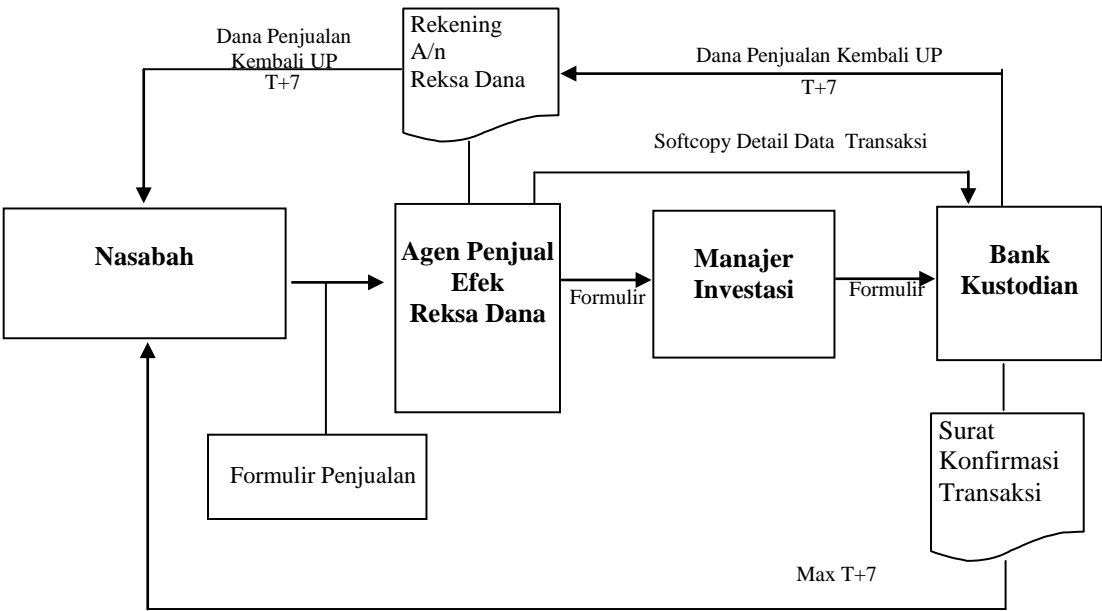 Rekening
A/n
Reksa Dana
Dana Penjualan
Kembali UP
T+7
Dana Penjualan Kembali UP
T+7
Softcopy Detail Data Transaksi
Nasabah
Agen Penjual
Efek
Reksa Dana
Formulir
Manajer
Investasi
Formulir
Bank
Kustodian
Formulir Penjualan
Surat
Konfirmasi
Transaksi
Max T+7